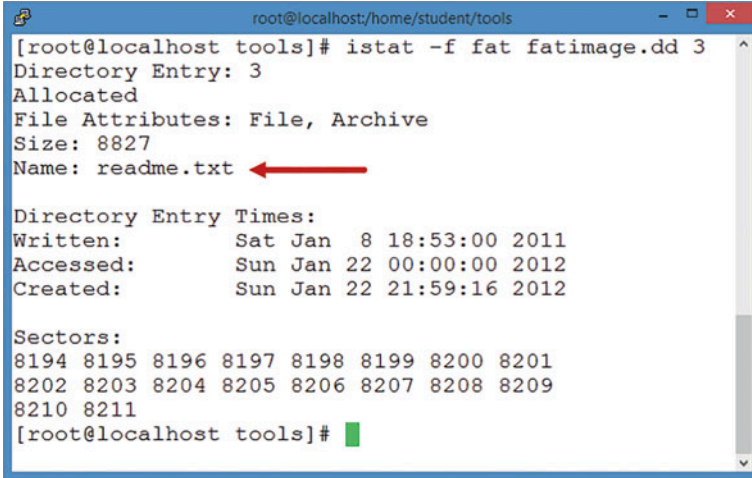 root@localhost:/home/student/tools
[root@localhost tools]# istat -f fat fatimage.dd 3
Directory Entry: 3
Allocated
File Attributes: File, Archive
Size: 8827
Name: readme.txt
Directory Entry Times:
Written: Sat Jan 8 18:53:00 2011
Accessed: Sun Jan 22 00:00:00 2012
Created: Sun Jan 22 21:59:16 2012
Sectors:
8194 8195 8196 8197 8198 8199 8200 8201
8202 8203 8204 8205 8206 8207 8208 8209
8210 8211
[root@localhost tools]#